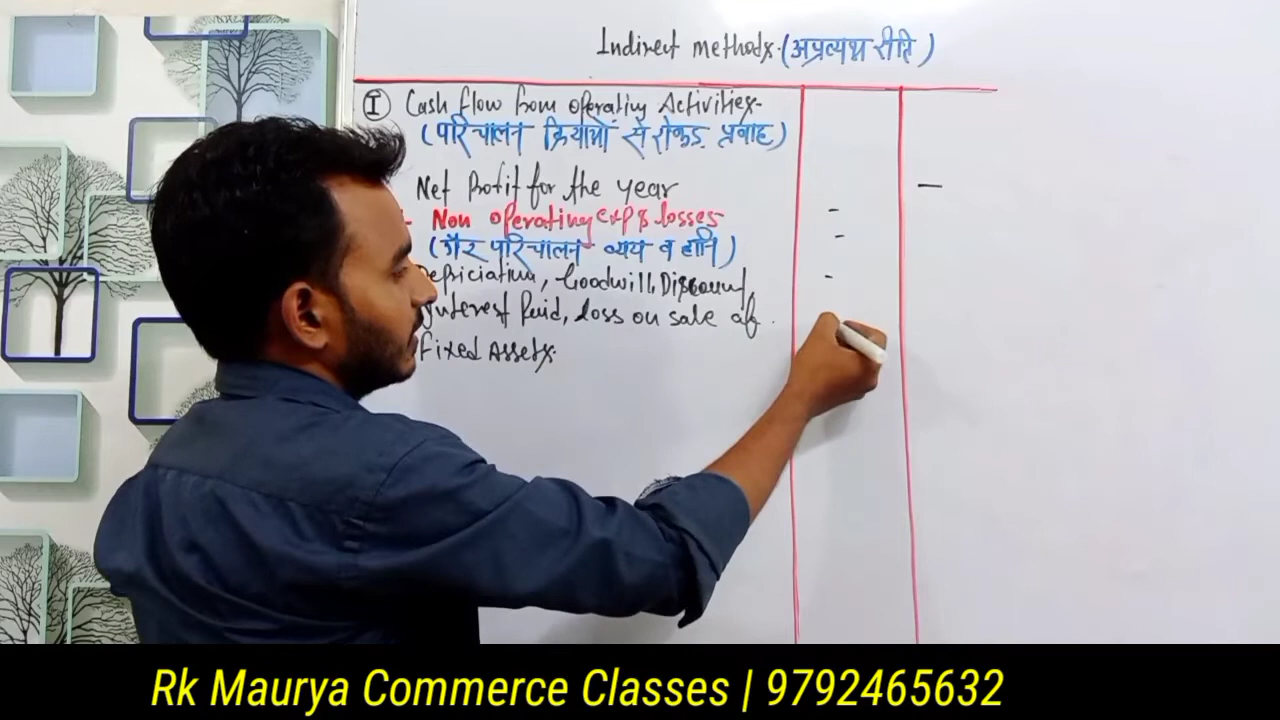 Indirect methods. (अप्रत्यक्ष रीति)
I Cash flow from operating Activities-
(परिचालन क्रियाओं से रोकड़ प्रवाह)
Net Profit for the year
- Non operating exp & losses
(गैर परिचालन व्यय व हानि)
Depriciation, Goodwill, Discount,
Interest Paid, loss on sale of
fixed Assets.
Rk Maurya Commerce Classes | 9792465632